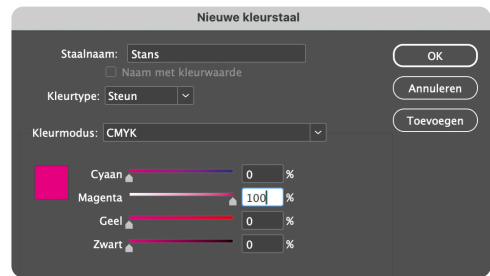 Nieuwe kleurstaal
Staalnaam: Stans
Naam met kleurwaarde
Kleurtype: Steun
Kleurmodus: CMYK
Cyaan 0 %
Magenta 100 %
Geel 0 %
Zwart 0 %
OK
Annuleren
Toevoegen